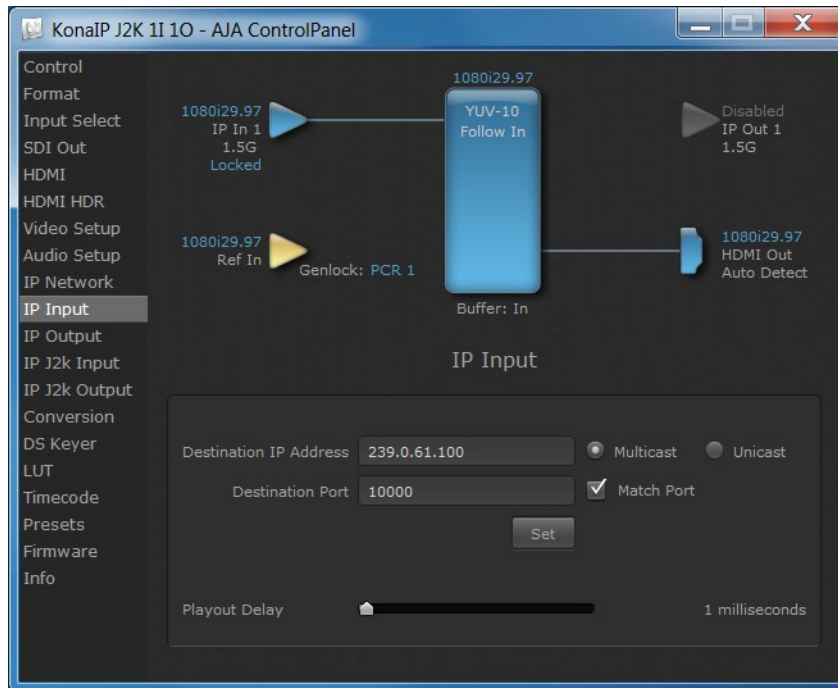 KonaIP J2K 1I 1O - AJA ControlPanel
Control
Format
Input Select
SDI Out
HDMI
HDMI HDR
Video Setup
Audio Setup
IP Network
IP Input
IP Output
IP J2k Input
IP J2k Output
Conversion
DS Keyer
LUT
Timecode
Presets
Firmware
Info
1080i29.97
IP In 1
1.5G
Locked
1080i29.97
Ref In
Genlock: PCR 1
1080i29.97
YUV-10
Follow In
Buffer: In
Disabled
IP Out 1
1.5G
1080i29.97
HDMI Out
Auto Detect
IP Input
Destination IP Address 239.0.61.100 Multicast Unicast
Destination Port 10000 Match Port
Set
Playout Delay 1 milliseconds